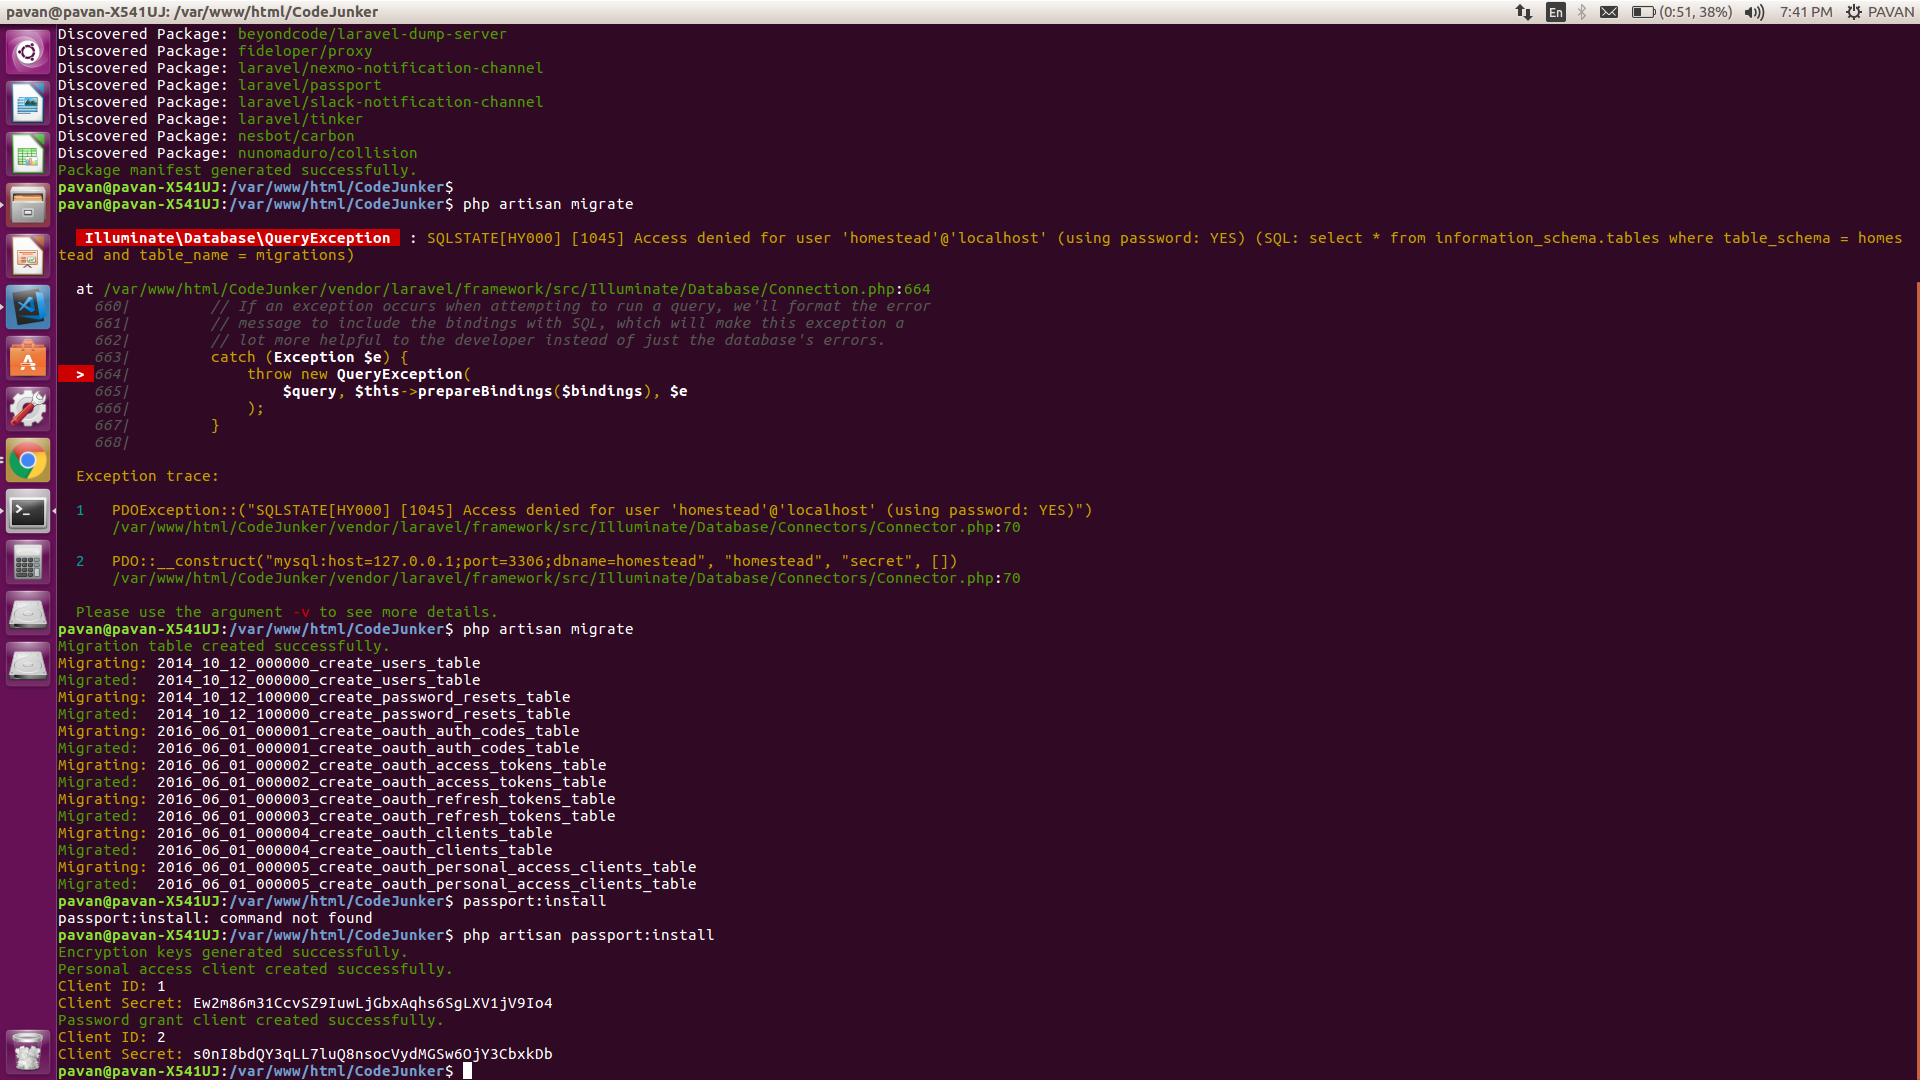 pavan@pavan-X541UJ: /var/www/html/CodeJunker
En (0:51, 38%) 7:41 PM PAVAN
Discovered Package: beyondcode/laravel-dump-server
Discovered Package: fideloper/proxy
Discovered Package: laravel/nexmo-notification-channel
Discovered Package: laravel/passport
Discovered Package: laravel/slack-notification-channel
Discovered Package: laravel/tinker
Discovered Package: nesbot/carbon
Discovered Package: nunomaduro/collision
Package manifest generated successfully.
pavan@pavan-X541UJ:/var/www/html/CodeJunker$
pavan@pavan-X541UJ:/var/www/html/CodeJunker$ php artisan migrate
Illuminate\Database\QueryException : SQLSTATE[HY000] [1045] Access denied for user 'homestead'@'localhost' (using password: YES) (SQL: select * from information_schema.tables where table_schema = homes
tead and table_name = migrations)
at /var/www/html/CodeJunker/vendor/laravel/framework/src/Illuminate/Database/Connection.php:664
660| // If an exception occurs when attempting to run a query, we'll format the error
661| // message to include the bindings with SQL, which will make this exception a
662| // lot more helpful to the developer instead of just the database's errors.
663| catch (Exception $e) {
> 664| throw new QueryException(
665| $query, $this->prepareBindings($bindings), $e
666| );
667| }
668|
Exception trace:
1 PDOException::("SQLSTATE[HY000] [1045] Access denied for user 'homestead'@'localhost' (using password: YES)")
/var/www/html/CodeJunker/vendor/laravel/framework/src/Illuminate/Database/Connectors/Connector.php:70
2 PDO::__construct("mysql:host=127.0.0.1;port=3306;dbname=homestead", "homestead", "secret", [])
/var/www/html/CodeJunker/vendor/laravel/framework/src/Illuminate/Database/Connectors/Connector.php:70
Please use the argument -v to see more details.
pavan@pavan-X541UJ:/var/www/html/CodeJunker$ php artisan migrate
Migration table created successfully.
Migrating: 2014_10_12_000000_create_users_table
Migrated:  2014_10_12_000000_create_users_table
Migrating: 2014_10_12_100000_create_password_resets_table
Migrated:  2014_10_12_100000_create_password_resets_table
Migrating: 2016_06_01_000001_create_oauth_auth_codes_table
Migrated:  2016_06_01_000001_create_oauth_auth_codes_table
Migrating: 2016_06_01_000002_create_oauth_access_tokens_table
Migrated:  2016_06_01_000002_create_oauth_access_tokens_table
Migrating: 2016_06_01_000003_create_oauth_refresh_tokens_table
Migrated:  2016_06_01_000003_create_oauth_refresh_tokens_table
Migrating: 2016_06_01_000004_create_oauth_clients_table
Migrated:  2016_06_01_000004_create_oauth_clients_table
Migrating: 2016_06_01_000005_create_oauth_personal_access_clients_table
Migrated:  2016_06_01_000005_create_oauth_personal_access_clients_table
pavan@pavan-X541UJ:/var/www/html/CodeJunker$ passport:install
passport:install: command not found
pavan@pavan-X541UJ:/var/www/html/CodeJunker$ php artisan passport:install
Encryption keys generated successfully.
Personal access client created successfully.
Client ID: 1
Client Secret: Ew2m86m31CcvSZ9IuwLjGbxAqhs6SgLXV1jV9Io4
Password grant client created successfully.
Client ID: 2
Client Secret: s0nI8bdQY3qLL7luQ8nsocVydMGSw6OjY3CbxkDb
pavan@pavan-X541UJ:/var/www/html/CodeJunker$